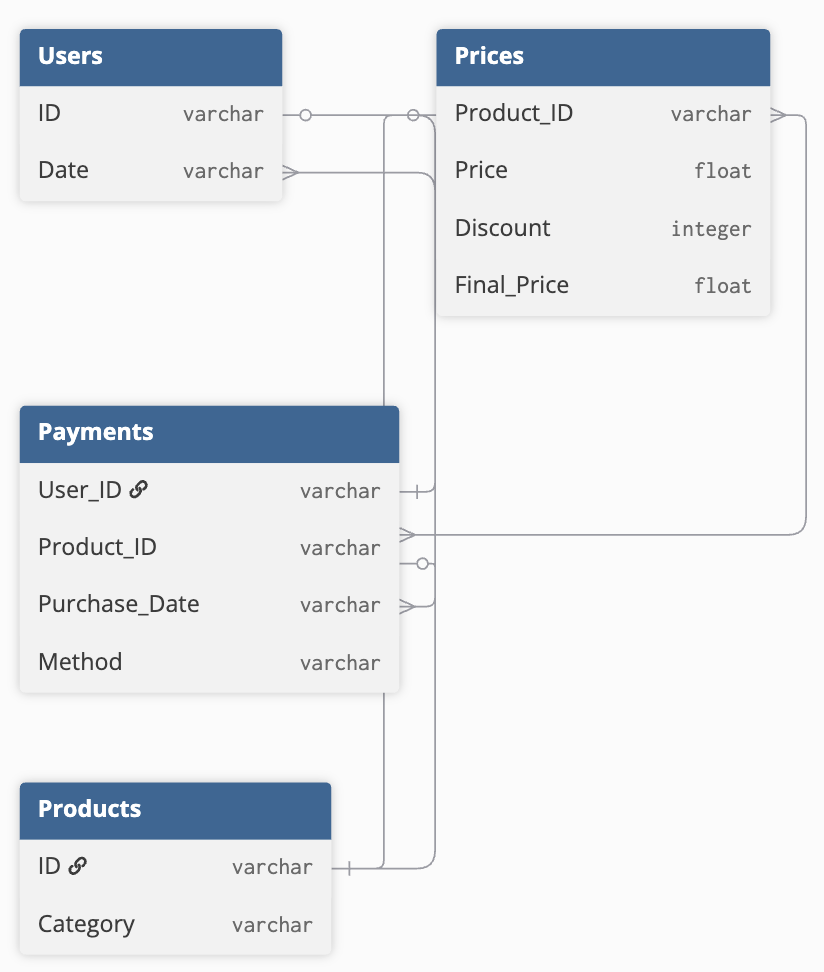 Users
ID varchar
Date varchar
Prices
Product_ID varchar
Price float
Discount integer
Final_Price float
Payments
User_ID varchar
Product_ID varchar
Purchase_Date varchar
Method varchar
Products
ID varchar
Category varchar